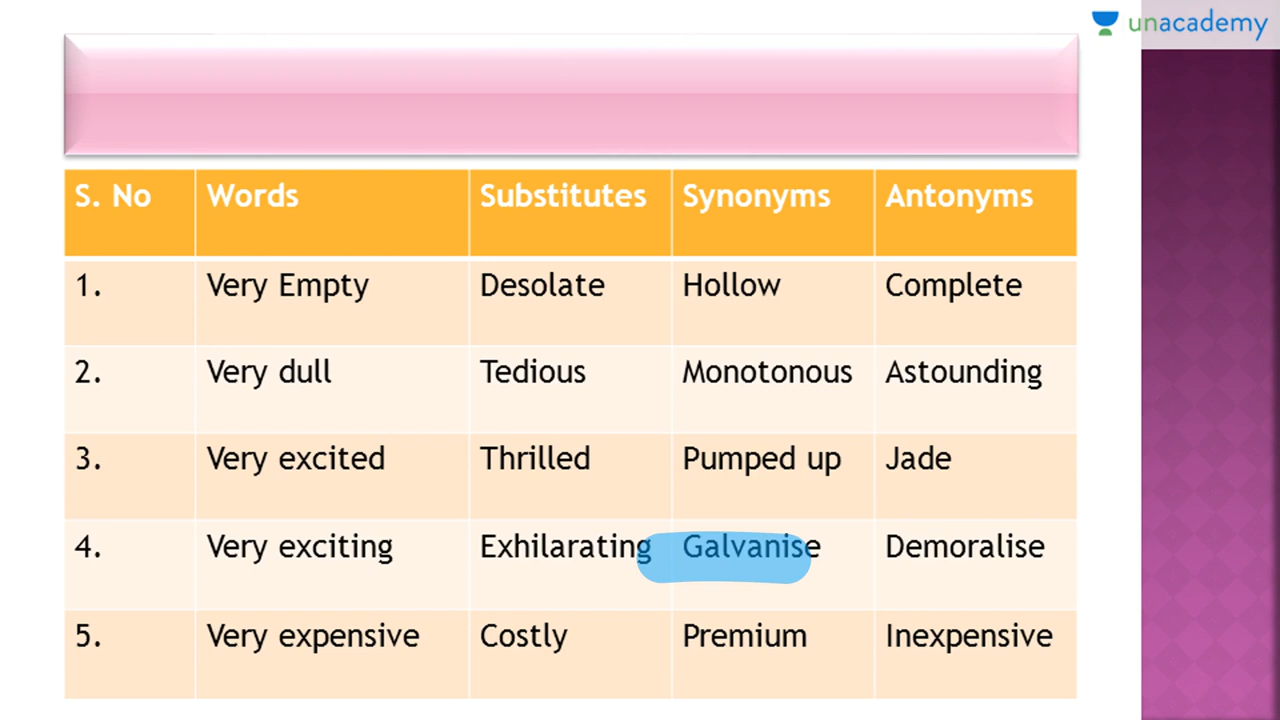 unacademy
S. No Words Substitutes Synonyms Antonyms
1. Very Empty Desolate Hollow Complete
2. Very dull Tedious Monotonous Astounding
3. Very excited Thrilled Pumped up Jade
4. Very exciting Exhilarating Galvanise Demoralise
5. Very expensive Costly Premium Inexpensive